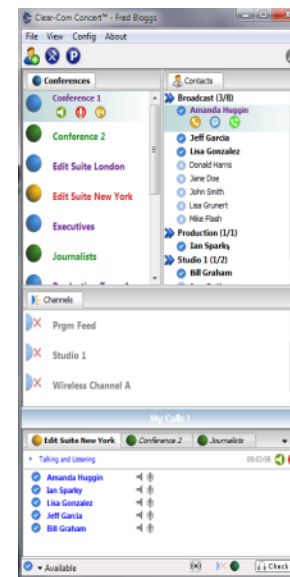 Clear-Com Concert™ - Fred Bloggs
File View Config About
Conferences
Conference 1
Conference 2
Edit Suite London
Edit Suite New York
Executives
Journalists
Contacts
Broadcast (3/8)
Amanda Huggin
Jeff Garcia
Lisa Gonzalez
Donald Harris
Jane Doe
John Smith
Lisa Grunert
Mike Flash
Production (1/1)
Ian Sparky
Studio 1 (1/2)
Bill Graham
Channels
Prgm Feed
Studio 1
Wireless Channel A
My Calls !
Edit Suite New York Conference 2 Journalists
Talking and Listening 00:03:58
Amanda Huggin
Ian Sparky
Lisa Gonzalez
Jeff Garcia
Bill Graham
Available Check